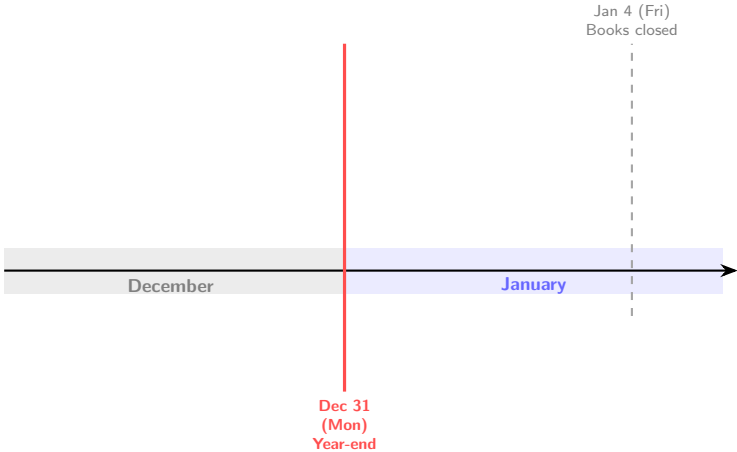 Jan 4 (Fri)
Books closed
December
January
Dec 31
(Mon)
Year-end